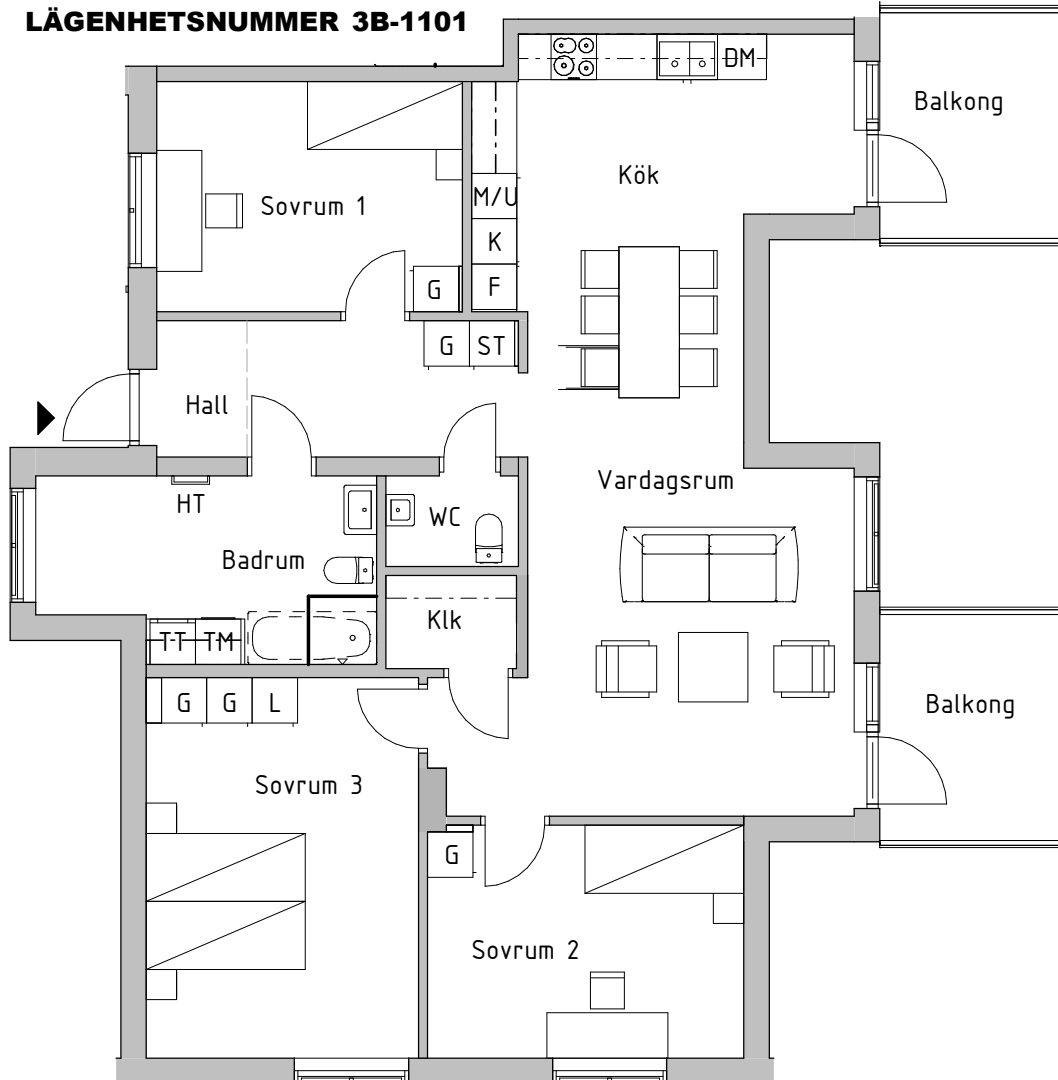 LÄGENHETSNUMMER 3B-1101
DM
Balkong
Kök
M/U
Sovrum 1
K
G
F
G
ST
Hall
Vardagsrum
HT
WC
Badrum
Klk
TT
TM
G
G
L
Balkong
Sovrum 3
G
Sovrum 2